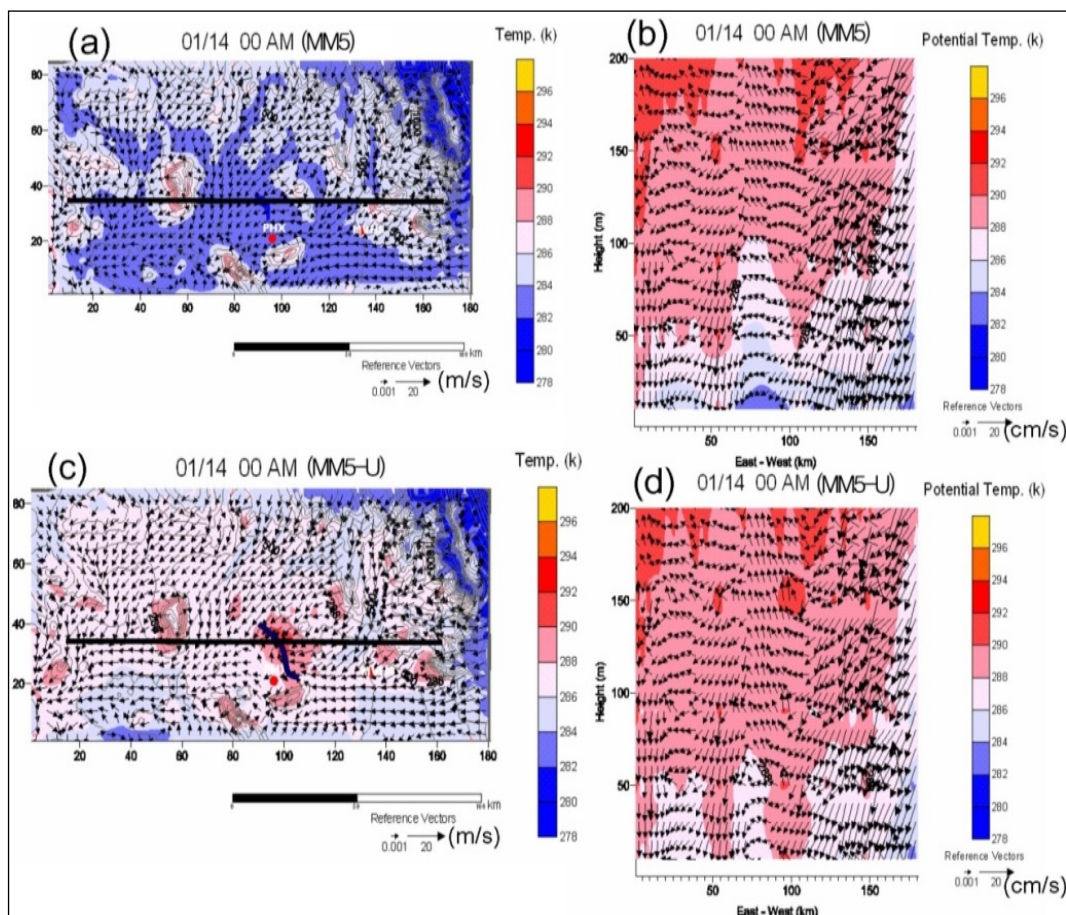 (a)
01/14 00 AM (MM5)
Temp. (k)
80
60
40
20
PHX
20 40 60 80 100 120 140 160 180
296
294
292
290
288
286
284
282
280
278
km
Reference Vectors
0.001 20 (m/s)
(b)
01/14 00 AM (MM5)
Potential Temp. (k)
200
150
100
50
Height (m)
50 100 150
East - West (km)
296
294
292
290
288
286
284
282
280
278
Reference Vectors
0.001 20 (cm/s)
(c)
01/14 00 AM (MM5-U)
Temp. (k)
80
60
40
20
20 40 60 80 100 120 140 160 180
296
294
292
290
288
286
284
282
280
278
km
Reference Vectors
0.001 20 (m/s)
(d)
01/14 00 AM (MM5-U)
Potential Temp. (k)
200
150
100
50
Height (m)
50 100 150
East - West (km)
296
294
292
290
288
286
284
282
280
278
Reference Vectors
0.001 20 (cm/s)